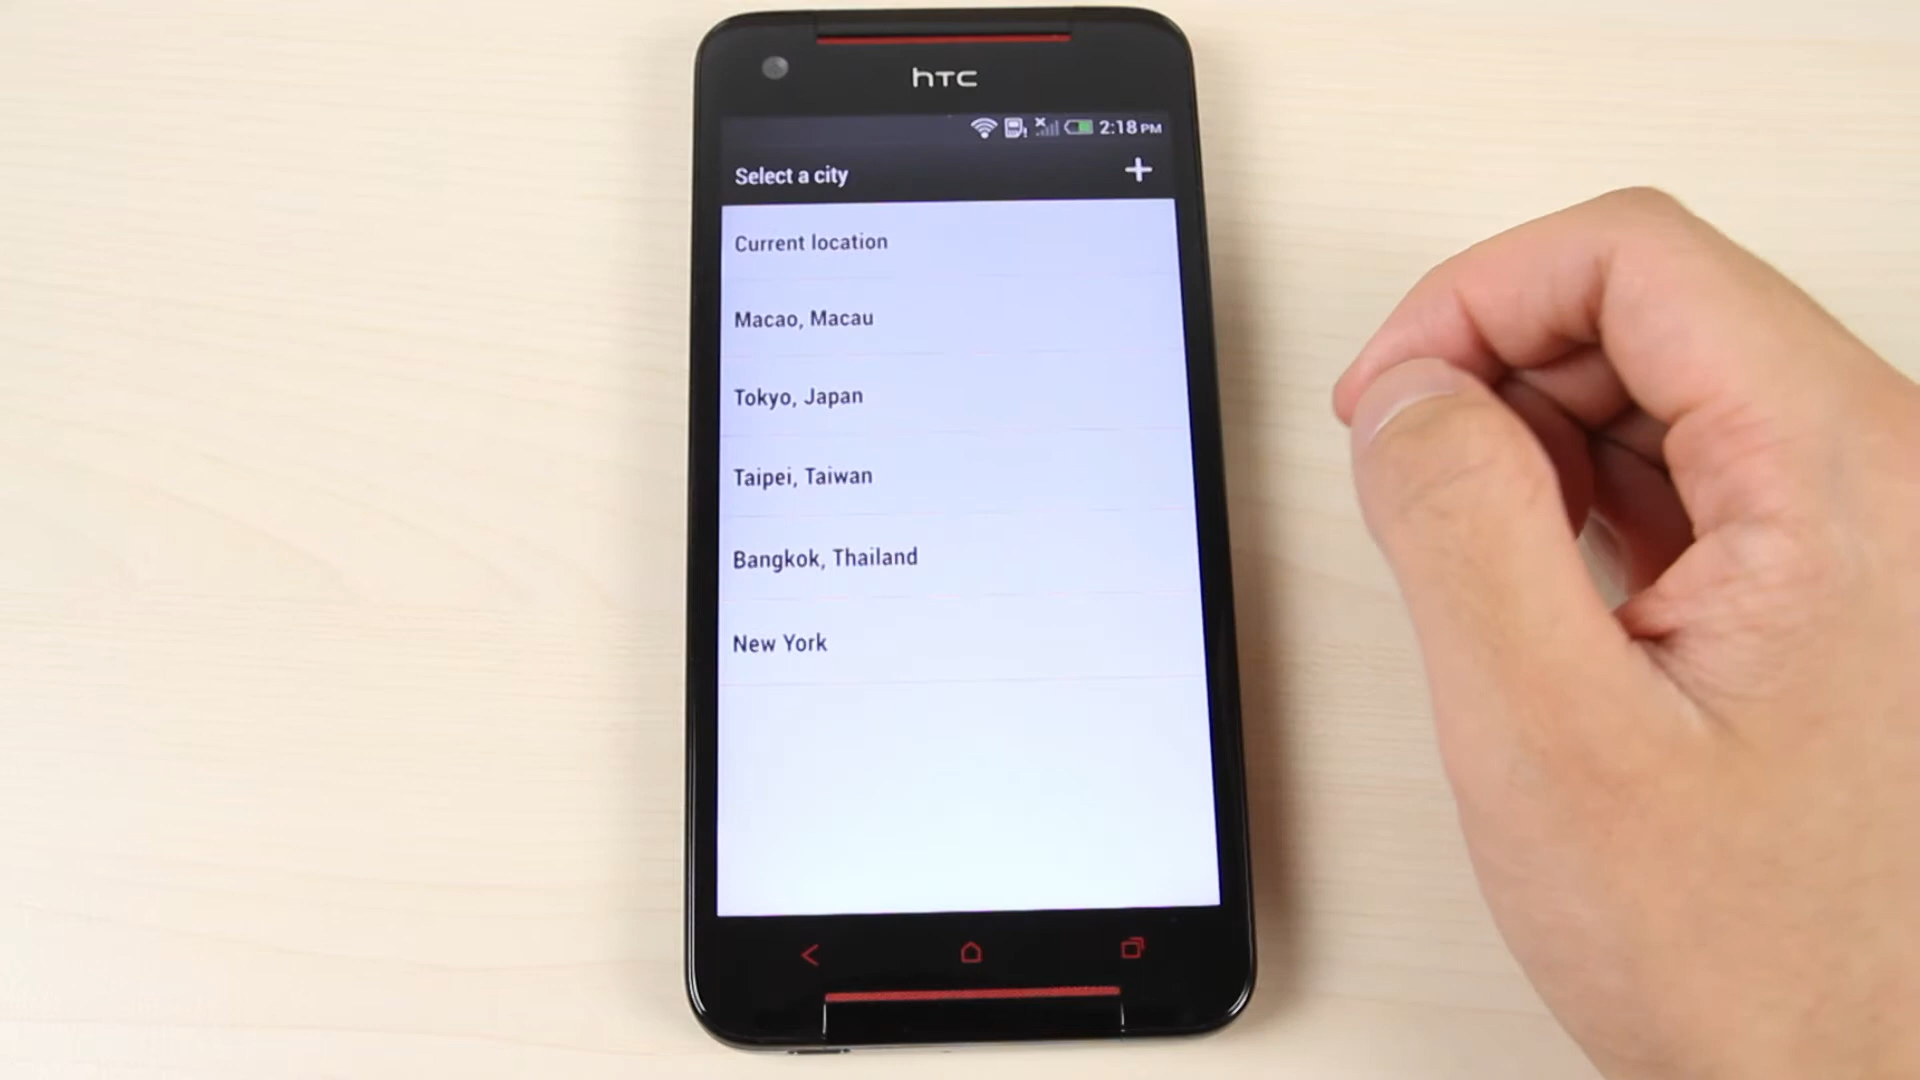 hTC
2:18 PM
Select a city
Current location
Macao, Macau
Tokyo, Japan
Taipei, Taiwan
Bangkok, Thailand
New York